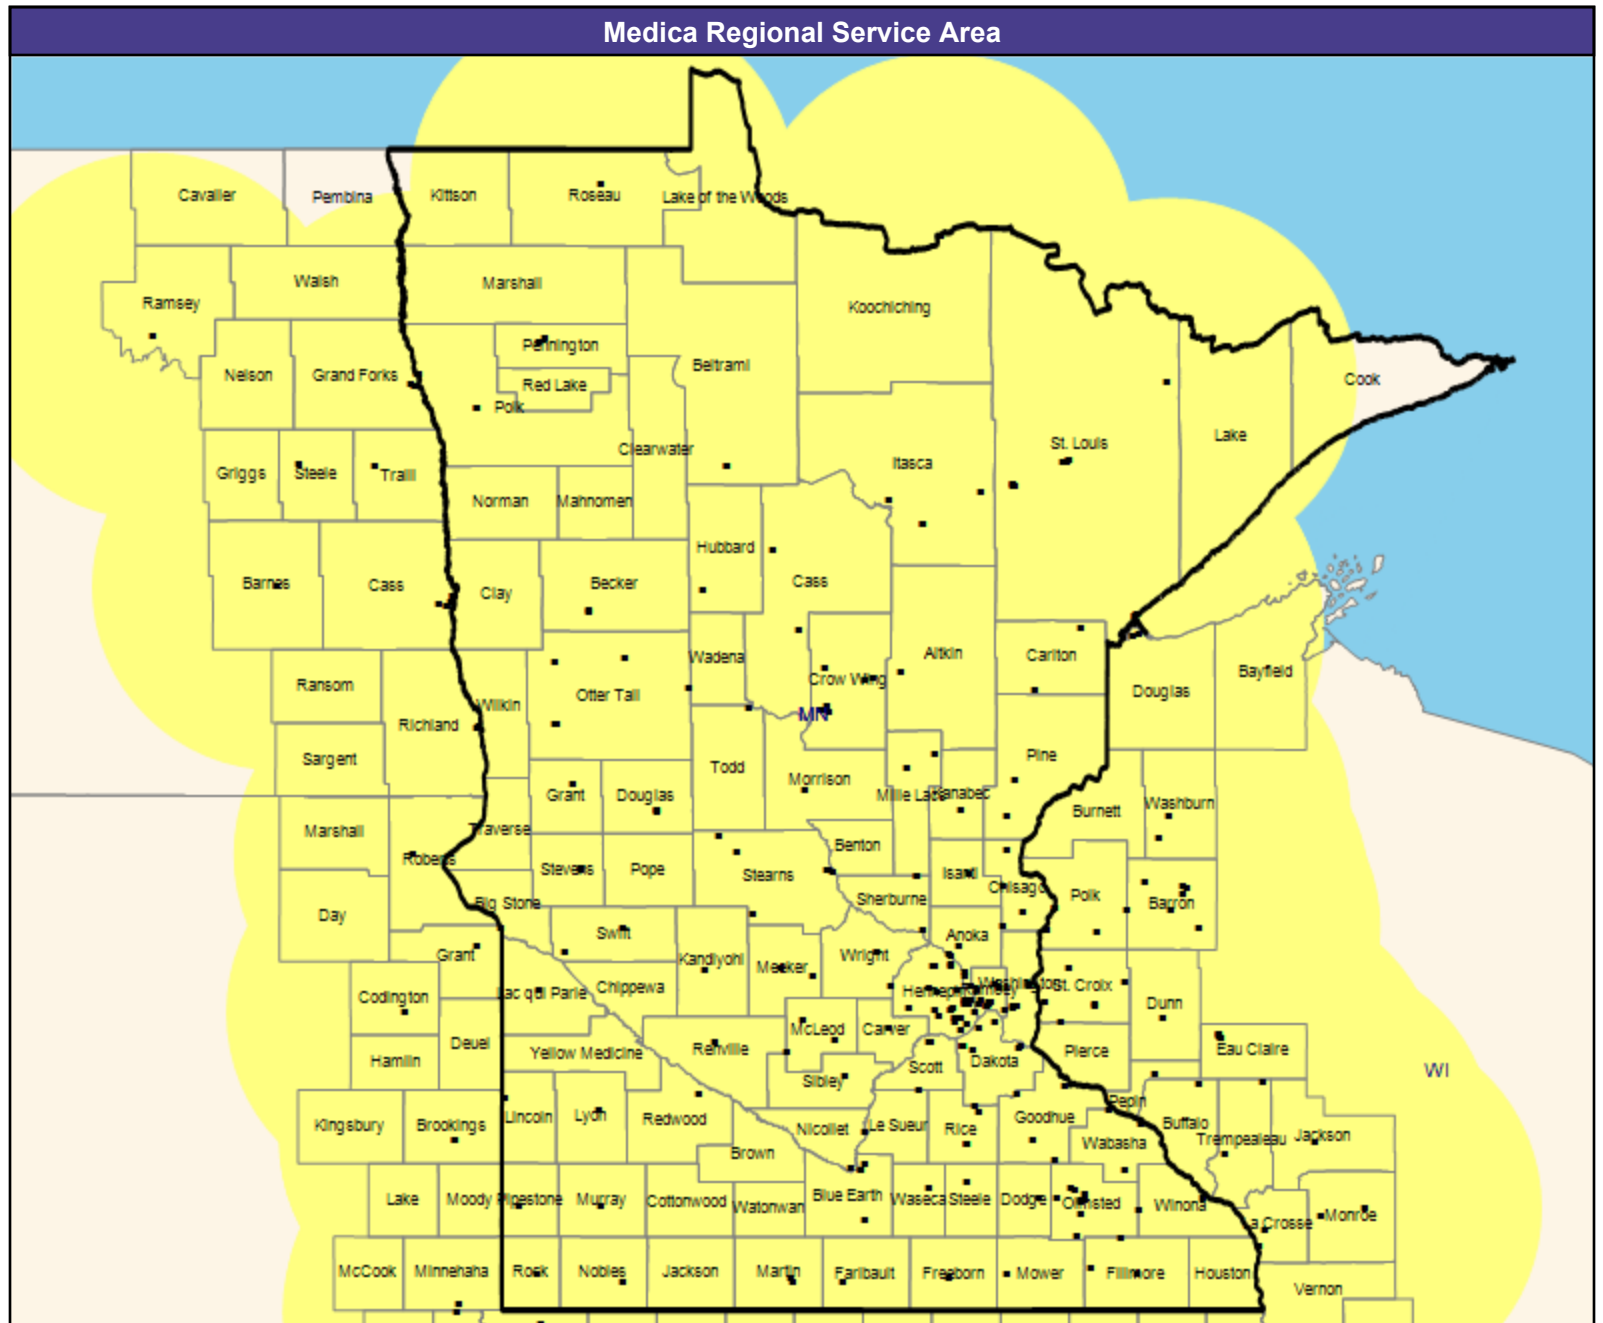 Medica Regional Service Area
Cavalier
Pembina
Kittson
Roseau
Lake of the Woods
Ramsey
Walsh
Marshall
Koochiching
Pennington
Nelson
Grand Forks
Red Lake
Beltrami
Cook
Polk
Griggs
Steele
Traill
Clearwater
Itasca
St. Louis
Lake
Norman
Mahnomen
Hubbard
Barnes
Cass
Clay
Becker
Cass
Ransom
Wadena
Aitkin
Carlton
Crow Wing
Douglas
Bayfield
Richland
Wilkin
Otter Tail
MN
Sargent
Todd
Morrison
Pine
Grant
Douglas
Mille Lacs
Kanabec
Burnett
Washburn
Marshall
Traverse
Roberts
Stevens
Pope
Stearns
Benton
Isanti
Chisago
Sherburne
Polk
Barron
Day
Big Stone
Swift
Anoka
Grant
Kandiyohi
Meeker
Wright
Codington
Lac qui Parle
Chippewa
Hennepin
Ramsey
Washington
St. Croix
Dunn
Deuel
McLeod
Carver
Hamlin
Yellow Medicine
Renville
Scott
Dakota
Pierce
Eau Claire
Sibley
WI
Kingsbury
Brookings
Lincoln
Lyon
Redwood
Nicollet
Le Sueur
Rice
Goodhue
Pepin
Buffalo
Trempealeau
Jackson
Brown
Wabasha
Lake
Moody
Pipestone
Murray
Cottonwood
Watonwan
Blue Earth
Waseca
Steele
Dodge
Olmsted
Winona
La Crosse
Monroe
McCook
Minnehaha
Rock
Nobles
Jackson
Martin
Faribault
Freeborn
Mower
Fillmore
Houston
Vernon